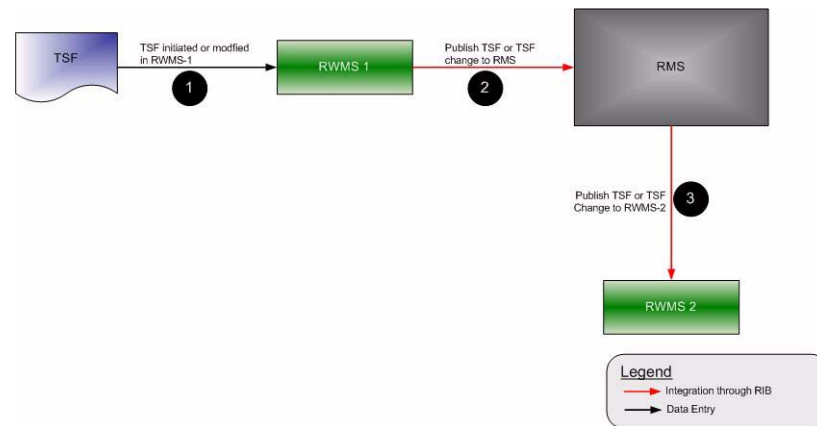 TSF
TSF initiated or modfied
in RWMS-1
1
RWMS 1
Publish TSF or TSF
change to RMS
2
RMS
Publish TSF or TSF
Change to RWMS-2
3
RWMS 2
Legend
Integration through RIB
Data Entry